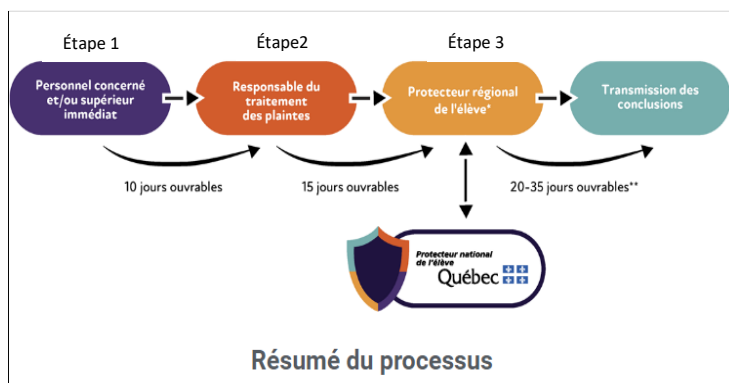 Étape 1
Étape2
Étape 3
Personnel concerné
et/ou supérieur
immédiat
Responsable du
traitement
des plaintes
Protecteur régional
de l'élève*
Transmission des
conclusions
10 jours ouvrables
15 jours ouvrables
20-35 jours ouvrables**
Protecteur national
de l'élève
Québec
Résumé du processus